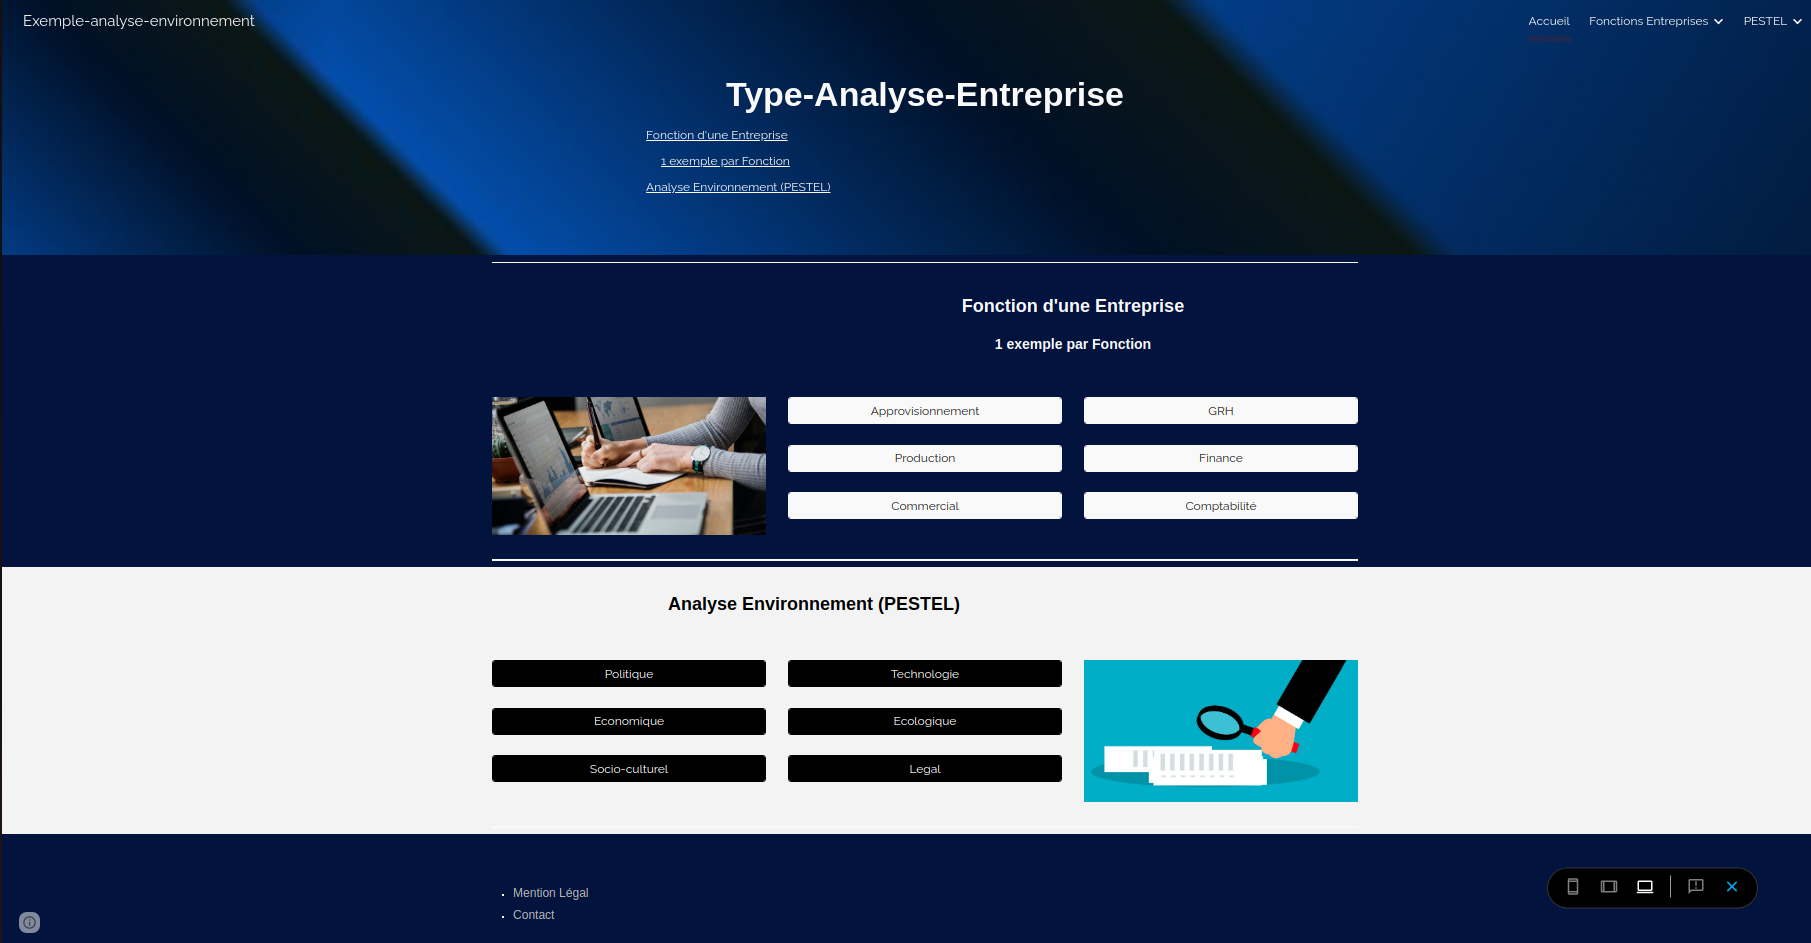 Exemple-analyse-environnement
Accueil Fonctions Entreprises PESTEL
Type-Analyse-Entreprise
Fonction d'une Entreprise
1 exemple par Fonction
Analyse Environnement (PESTEL)
Fonction d'une Entreprise
1 exemple par Fonction
Approvisionnement GRH
Production Finance
Commercial Comptabilité
Analyse Environnement (PESTEL)
Politique Technologie
Economique Ecologique
Socio-culturel Legal
Mention Légal
Contact